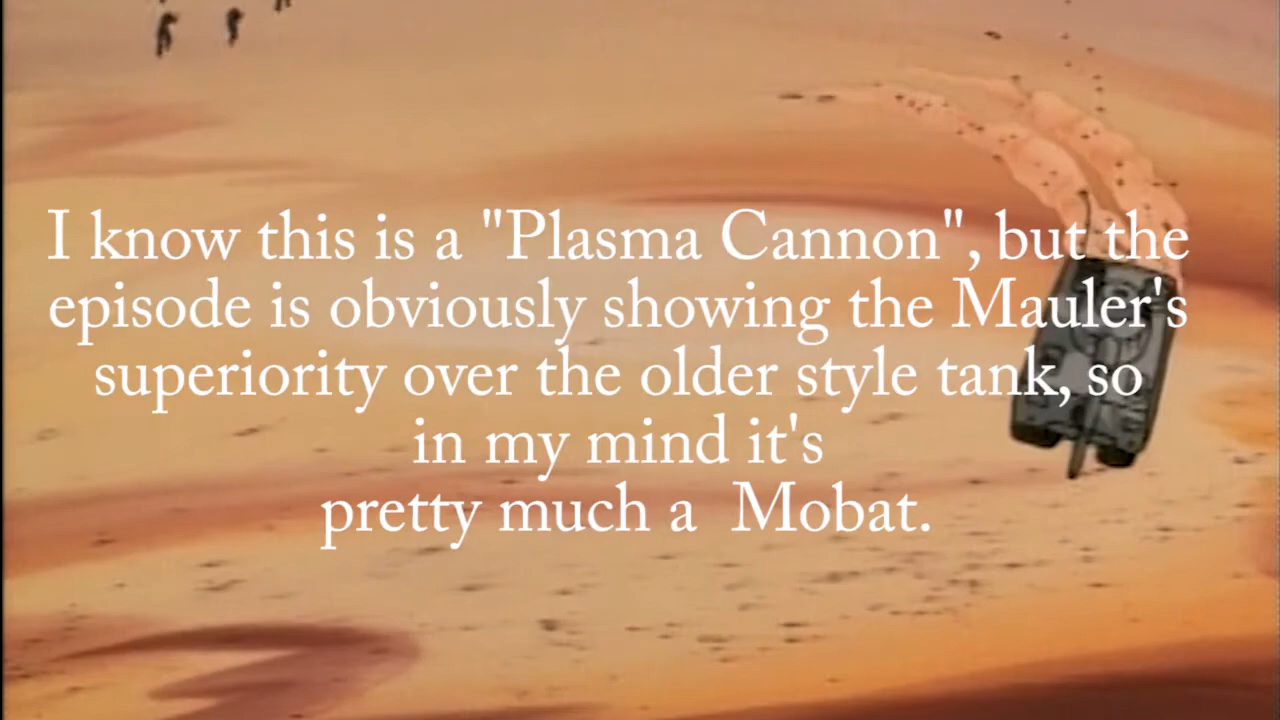 I know this is a "Plasma Cannon", but the
episode is obviously showing the Mauler's
superiority over the older style tank, so
in my mind it's
pretty much a  Mobat.